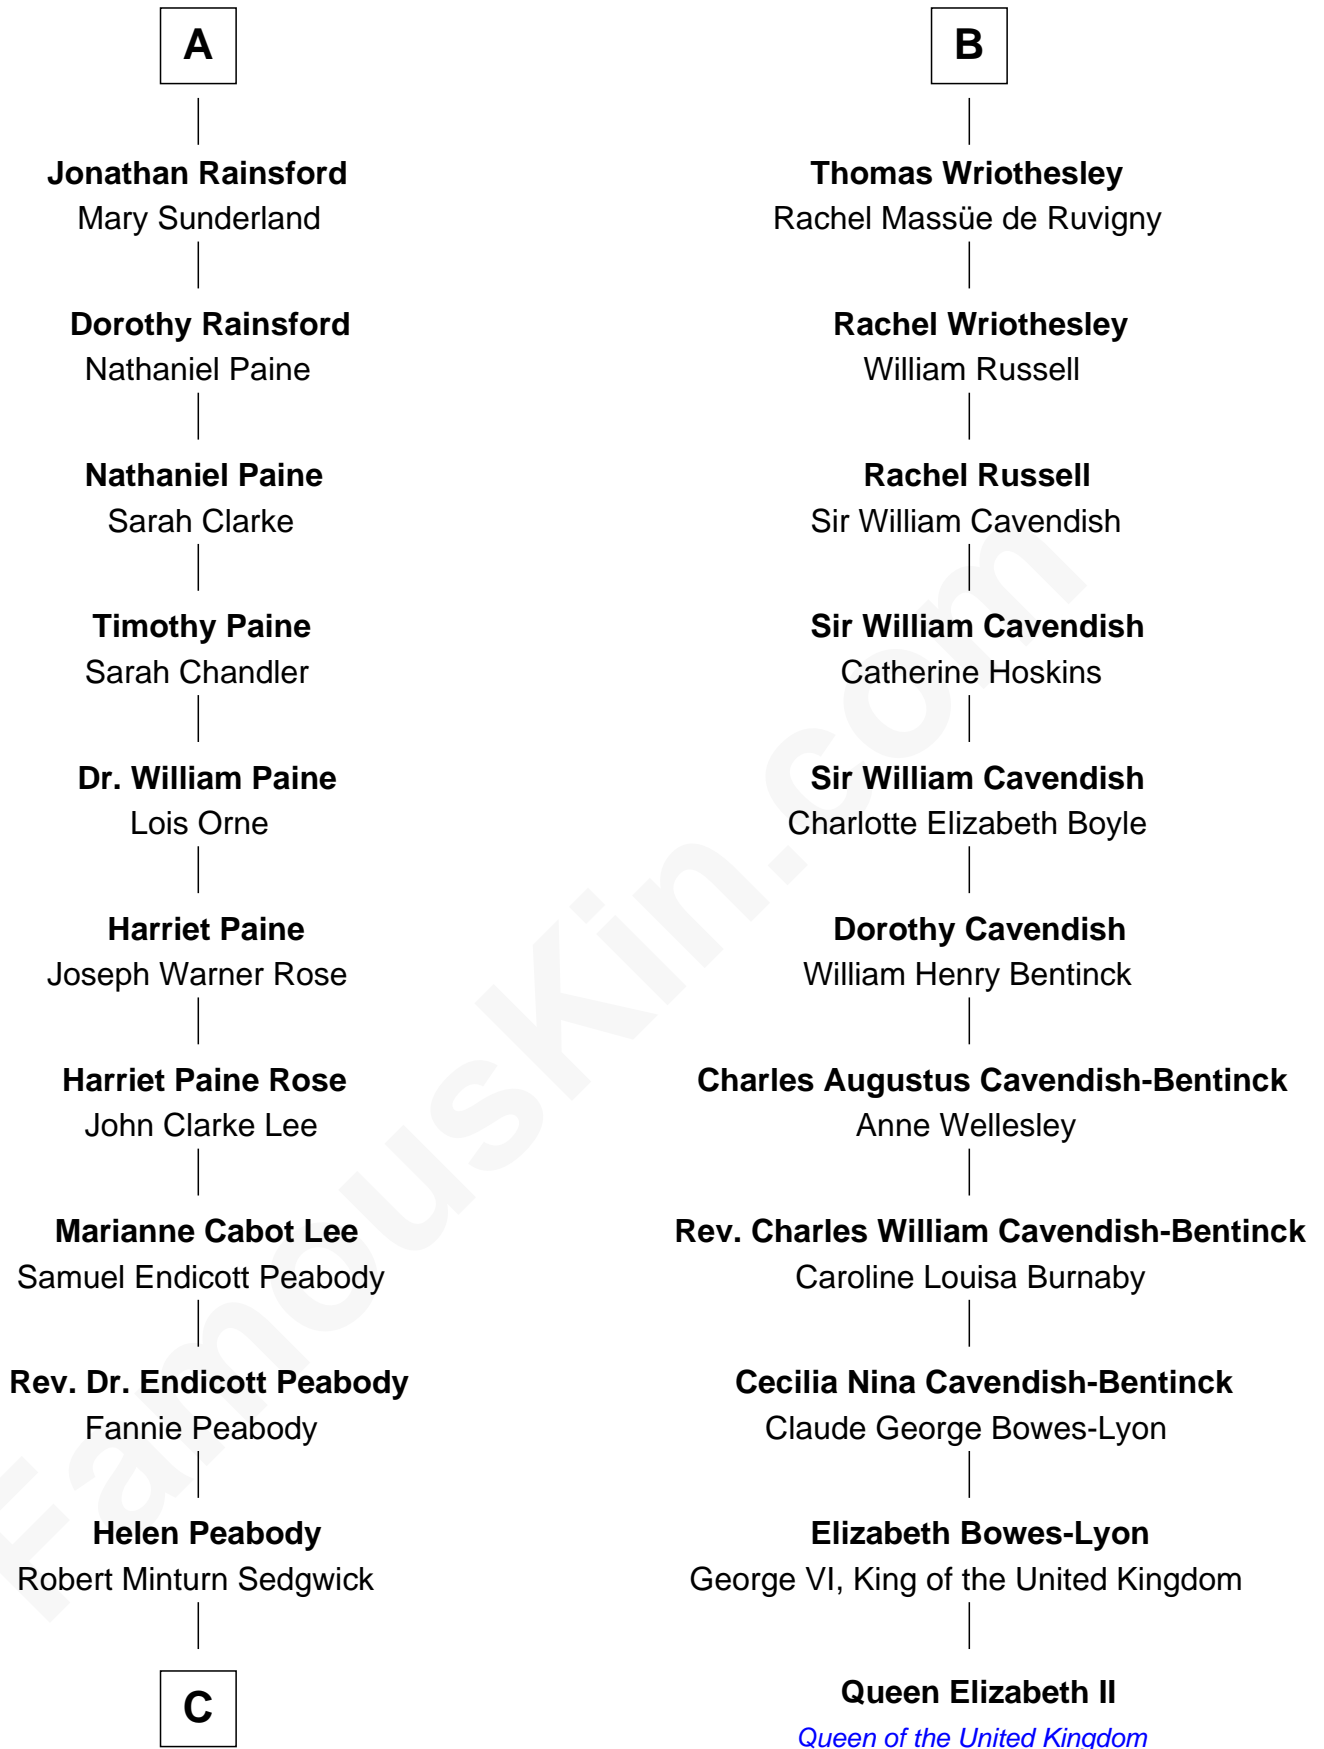 A
Jonathan Rainsford
Mary Sunderland
Dorothy Rainsford
Nathaniel Paine
Nathaniel Paine
Sarah Clarke
Timothy Paine
Sarah Chandler
Dr. William Paine
Lois Orne
Harriet Paine
Joseph Warner Rose
Harriet Paine Rose
John Clarke Lee
Marianne Cabot Lee
Samuel Endicott Peabody
Rev. Dr. Endicott Peabody
Fannie Peabody
Helen Peabody
Robert Minturn Sedgwick
C
B
Thomas Wriothesley
Rachel Massüe de Ruvigny
Rachel Wriothesley
William Russell
Rachel Russell
Sir William Cavendish
Sir William Cavendish
Catherine Hoskins
Sir William Cavendish
Charlotte Elizabeth Boyle
Dorothy Cavendish
William Henry Bentinck
Charles Augustus Cavendish-Bentinck
Anne Wellesley
Rev. Charles William Cavendish-Bentinck
Caroline Louisa Burnaby
Cecilia Nina Cavendish-Bentinck
Claude George Bowes-Lyon
Elizabeth Bowes-Lyon
George VI, King of the United Kingdom
Queen Elizabeth II
Queen of the United Kingdom
FamousKin.com